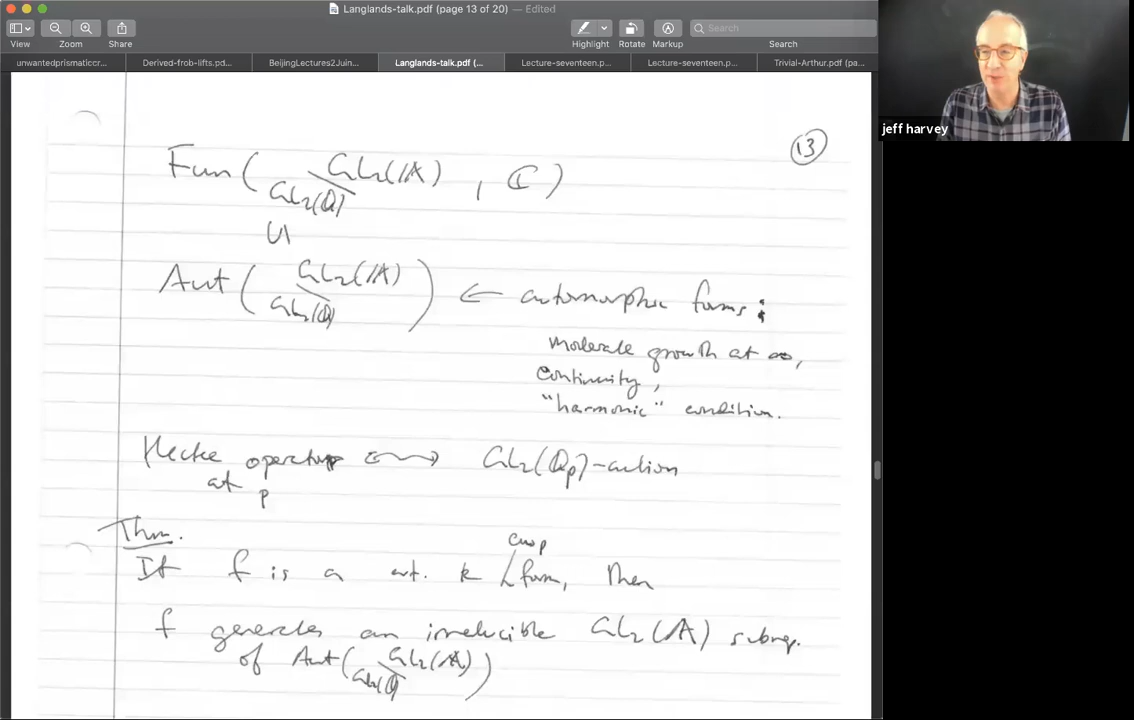 Langlands-talk.pdf (page 13 of 20) — Edited
View
Zoom
Share
Highlight
Rotate
Markup
Search
Search
unwantedprismaticcr...
Derived-frob-lifts.pd...
BeijingLectures2Juin...
Langlands-talk.pdf (...
Lecture-seventeen.p...
Lecture-seventeen.p...
Trivial-Arthur.pdf (pa...
jeff harvey
13
Fun( GL₂(Q)\GL₂(A), ℂ)
∪|
Aut( GL₂(Q)\GL₂(A) ) ← automorphic forms:
moderate growth at ∞,
continuity,
"harmonic" condition.
Hecke operators ↔ GL₂(Qp)-action
at p
Thm.
If f is a wt. k cusp form, then
f generates an irreducible GL₂(A) subrep.
of Aut( GL₂(Q)\GL₂(A) )